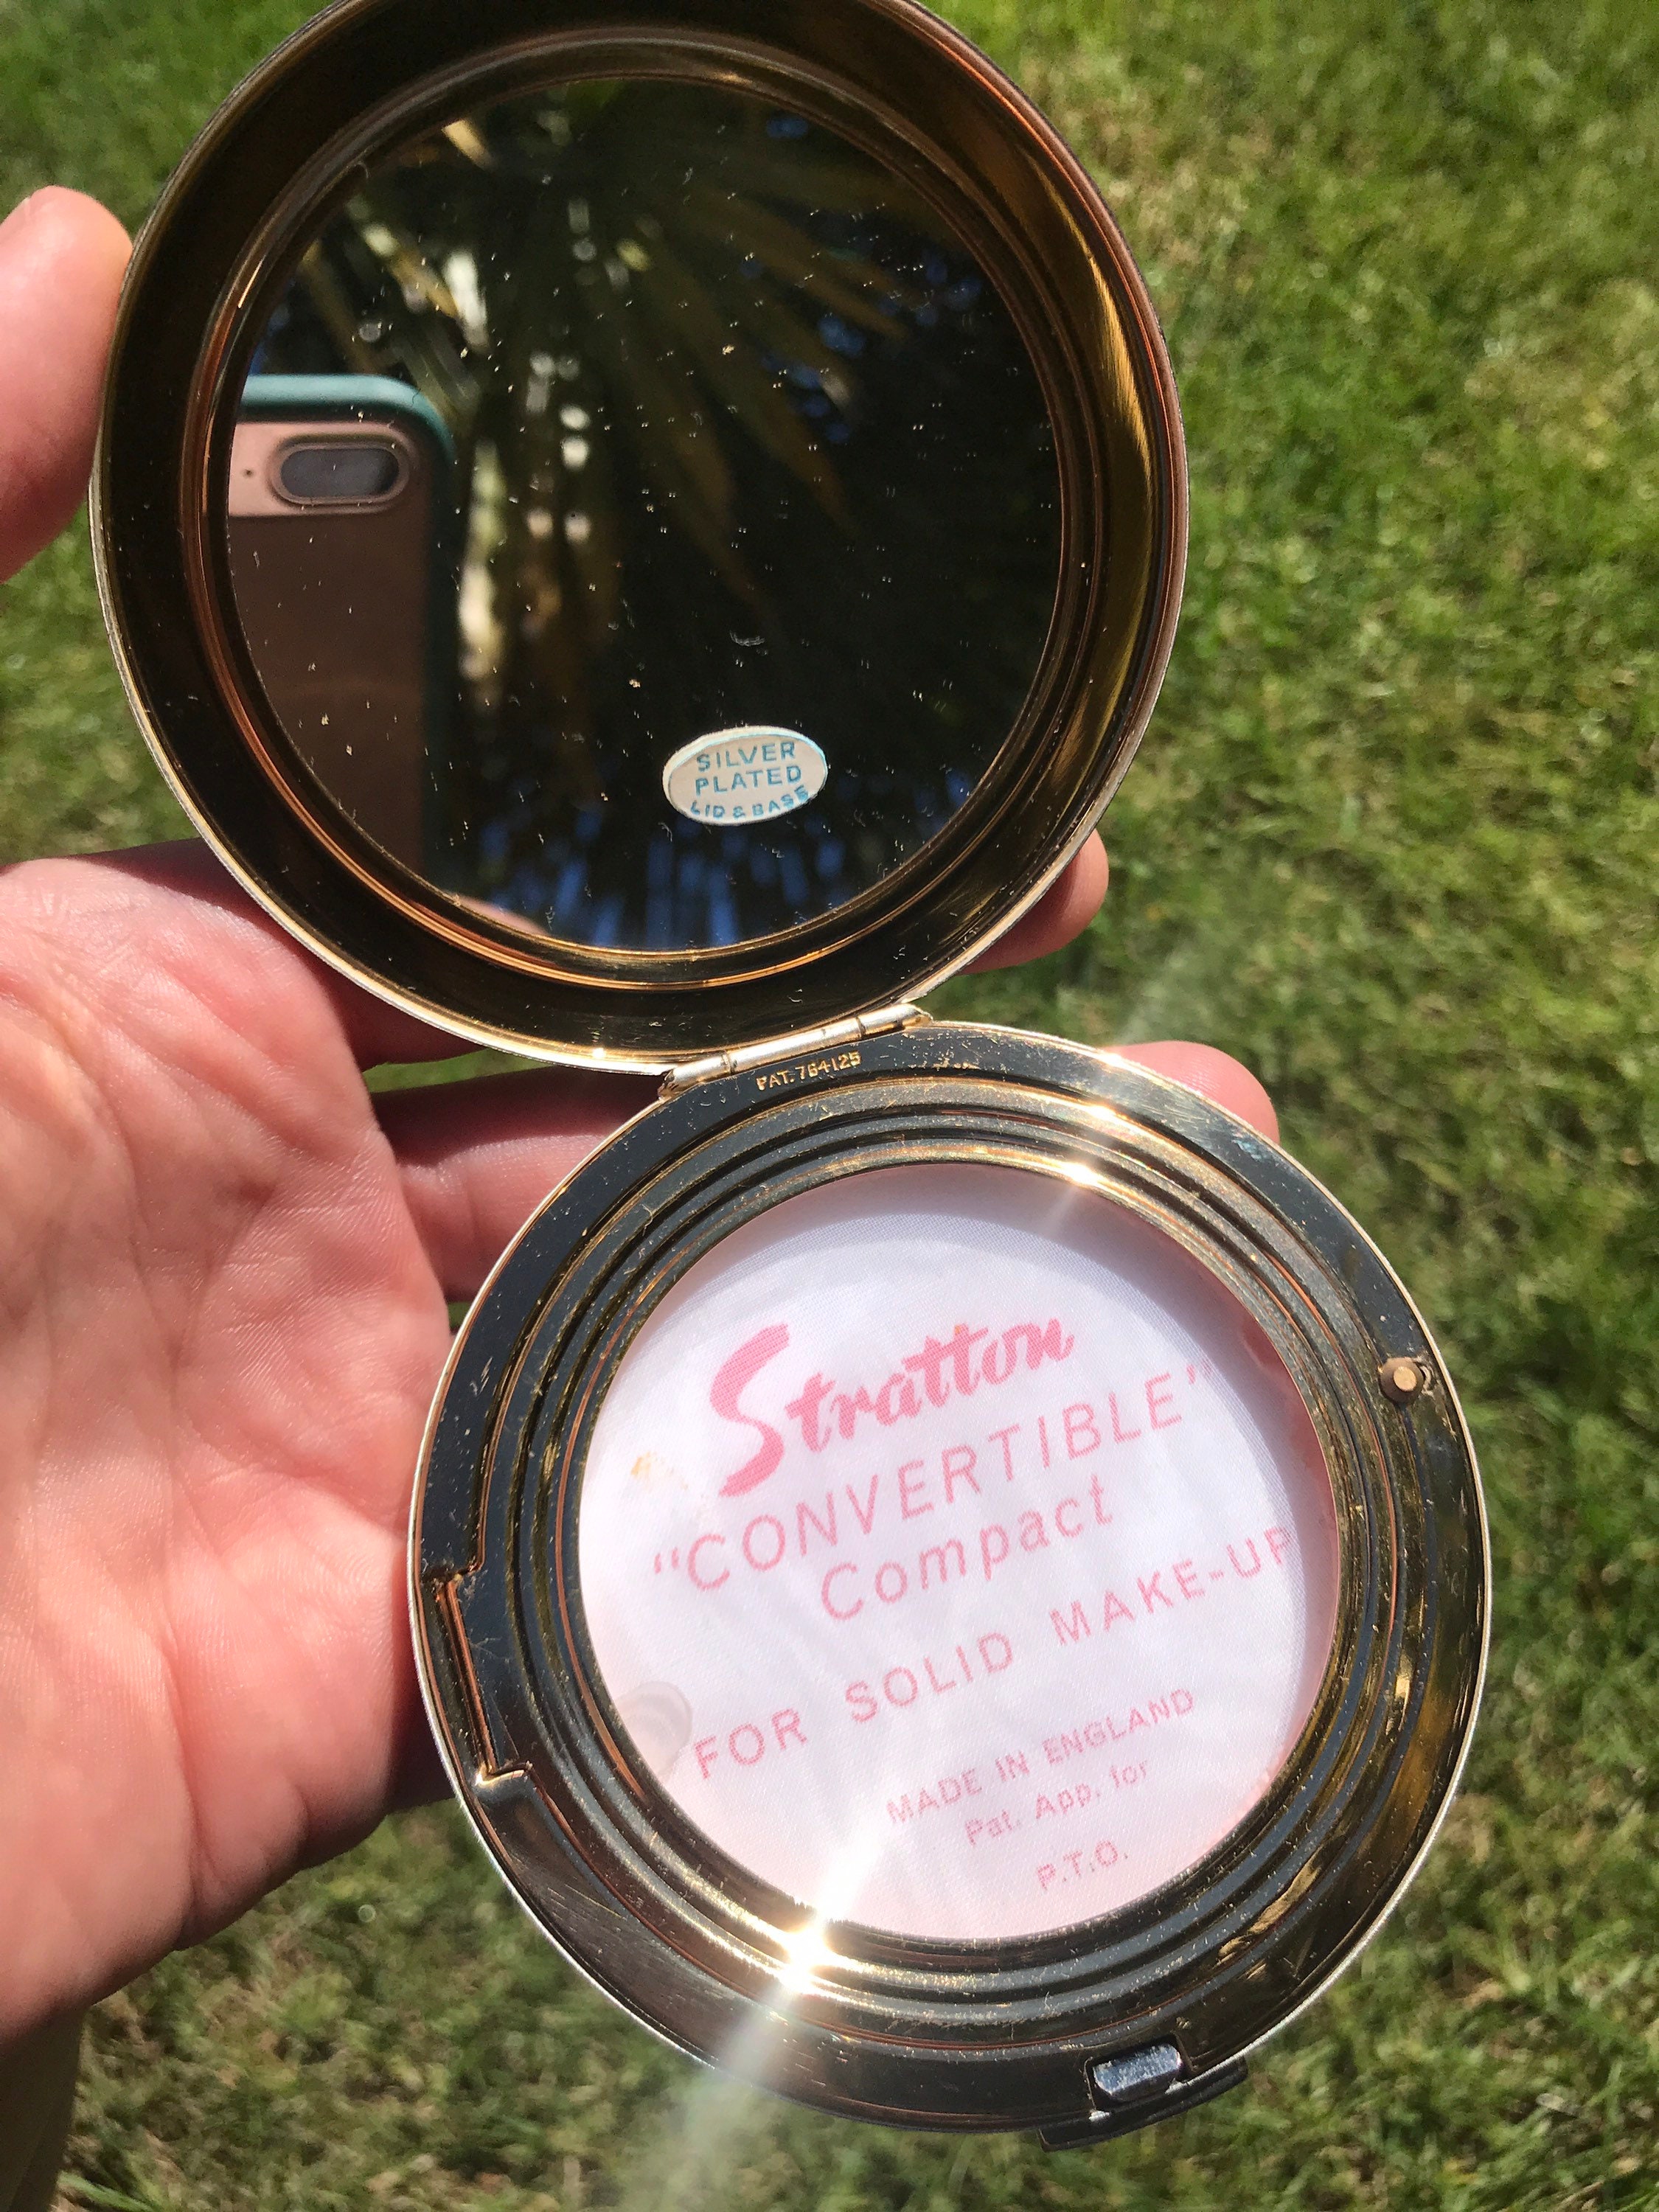 SILVER
PLATED
LID & BASE
PAT. 764125
Stratton
"CONVERTIBLE"
Compact
FOR SOLID MAKE-UP
MADE IN ENGLAND
Pat. App. for
P.T.O.